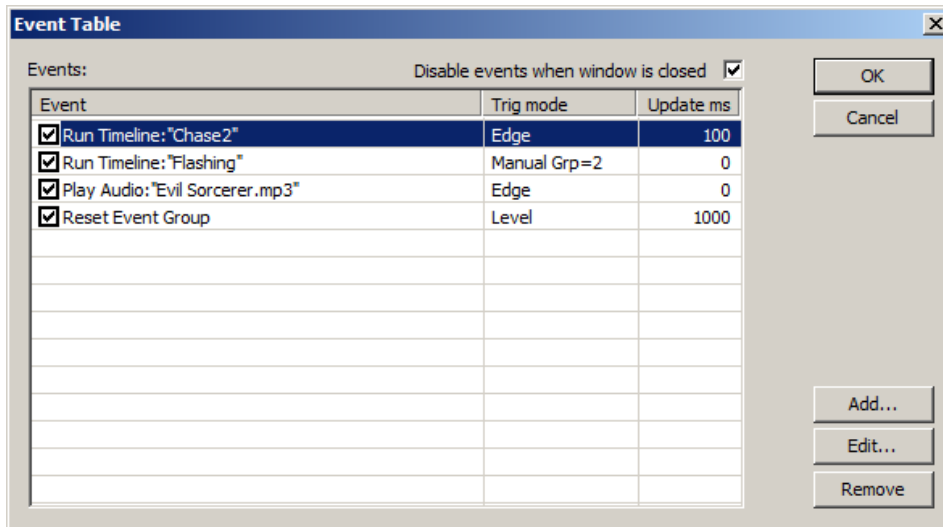 Event Table
Events: Disable events when window is closed
OK
Event Trig mode Update ms
Cancel
Run Timeline:"Chase2" Edge 100
Run Timeline:"Flashing" Manual Grp=2 0
Play Audio:"Evil Sorcerer.mp3" Edge 0
Reset Event Group Level 1000
Add...
Edit...
Remove